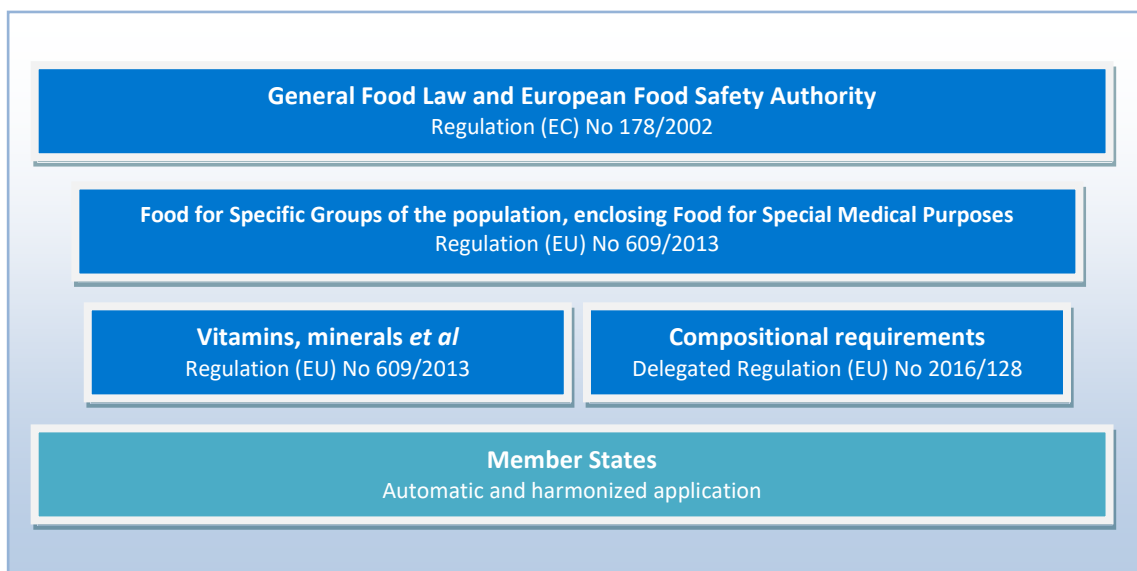 General Food Law and European Food Safety Authority
Regulation (EC) No 178/2002
Food for Specific Groups of the population, enclosing Food for Special Medical Purposes
Regulation (EU) No 609/2013
Vitamins, minerals et al
Regulation (EU) No 609/2013
Compositional requirements
Delegated Regulation (EU) No 2016/128
Member States
Automatic and harmonized application